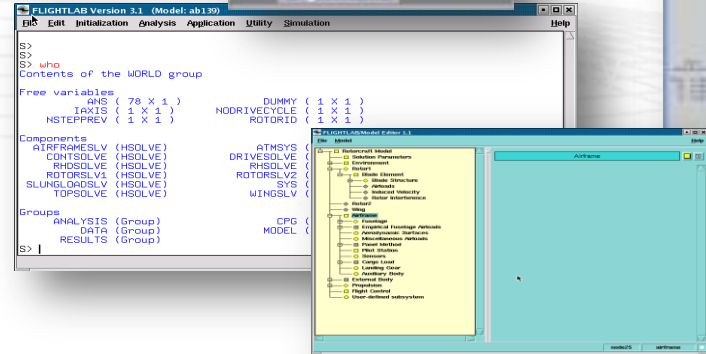 FLIGHTLAB Version 3.1 (Model: ab139)
File Edit Initialization Analysis Application Utility Simulation Help
S>
S>
S> who
Contents of the WORLD group
Free variables
ANS ( 78 X 1 ) DUMMY ( 1 X 1 )
IAXIS ( 1 X 1 ) NODRIVECYCLE ( 1 X 1 )
NSTEPPREV ( 1 X 1 ) ROTORID ( 1 X 1 )
Components
AIRFRAMESLV (HSOLVE) ATMSYS (
CONTSOLVE (HSOLVE) DRIVESOLVE (
RHDSOLVE (HSOLVE) RHSOLVE (
ROTORSLV1 (HSOLVE) ROTORSLV2 (
SLUNGLOADSLV (HSOLVE) SYS (
TOPSOLVE (HSOLVE) WINGSLV (
Groups
ANALYSIS (Group) CPG (
DATA (Group) MODEL (
RESULTS (Group)
S>
FLIGHTLAB/Model Editor 1.1
File Model Help
Rotorcraft Model
Solution Parameters
Environment
Rotor1
Blade Element
Blade Structure
Airloads
Induced Velocity
Rotor Interference
Rotor2
Wing
Airframe
Fuselage
Empirical Fuselage Airloads
Aerodynamic Surfaces
Miscellaneous Airloads
Panel Method
Pilot Station
Sensors
Cargo Load
Landing Gear
Auxiliary Body
External Body
Propulsion
Flight Control
User-defined subsystem
Airframe
node25 airframe